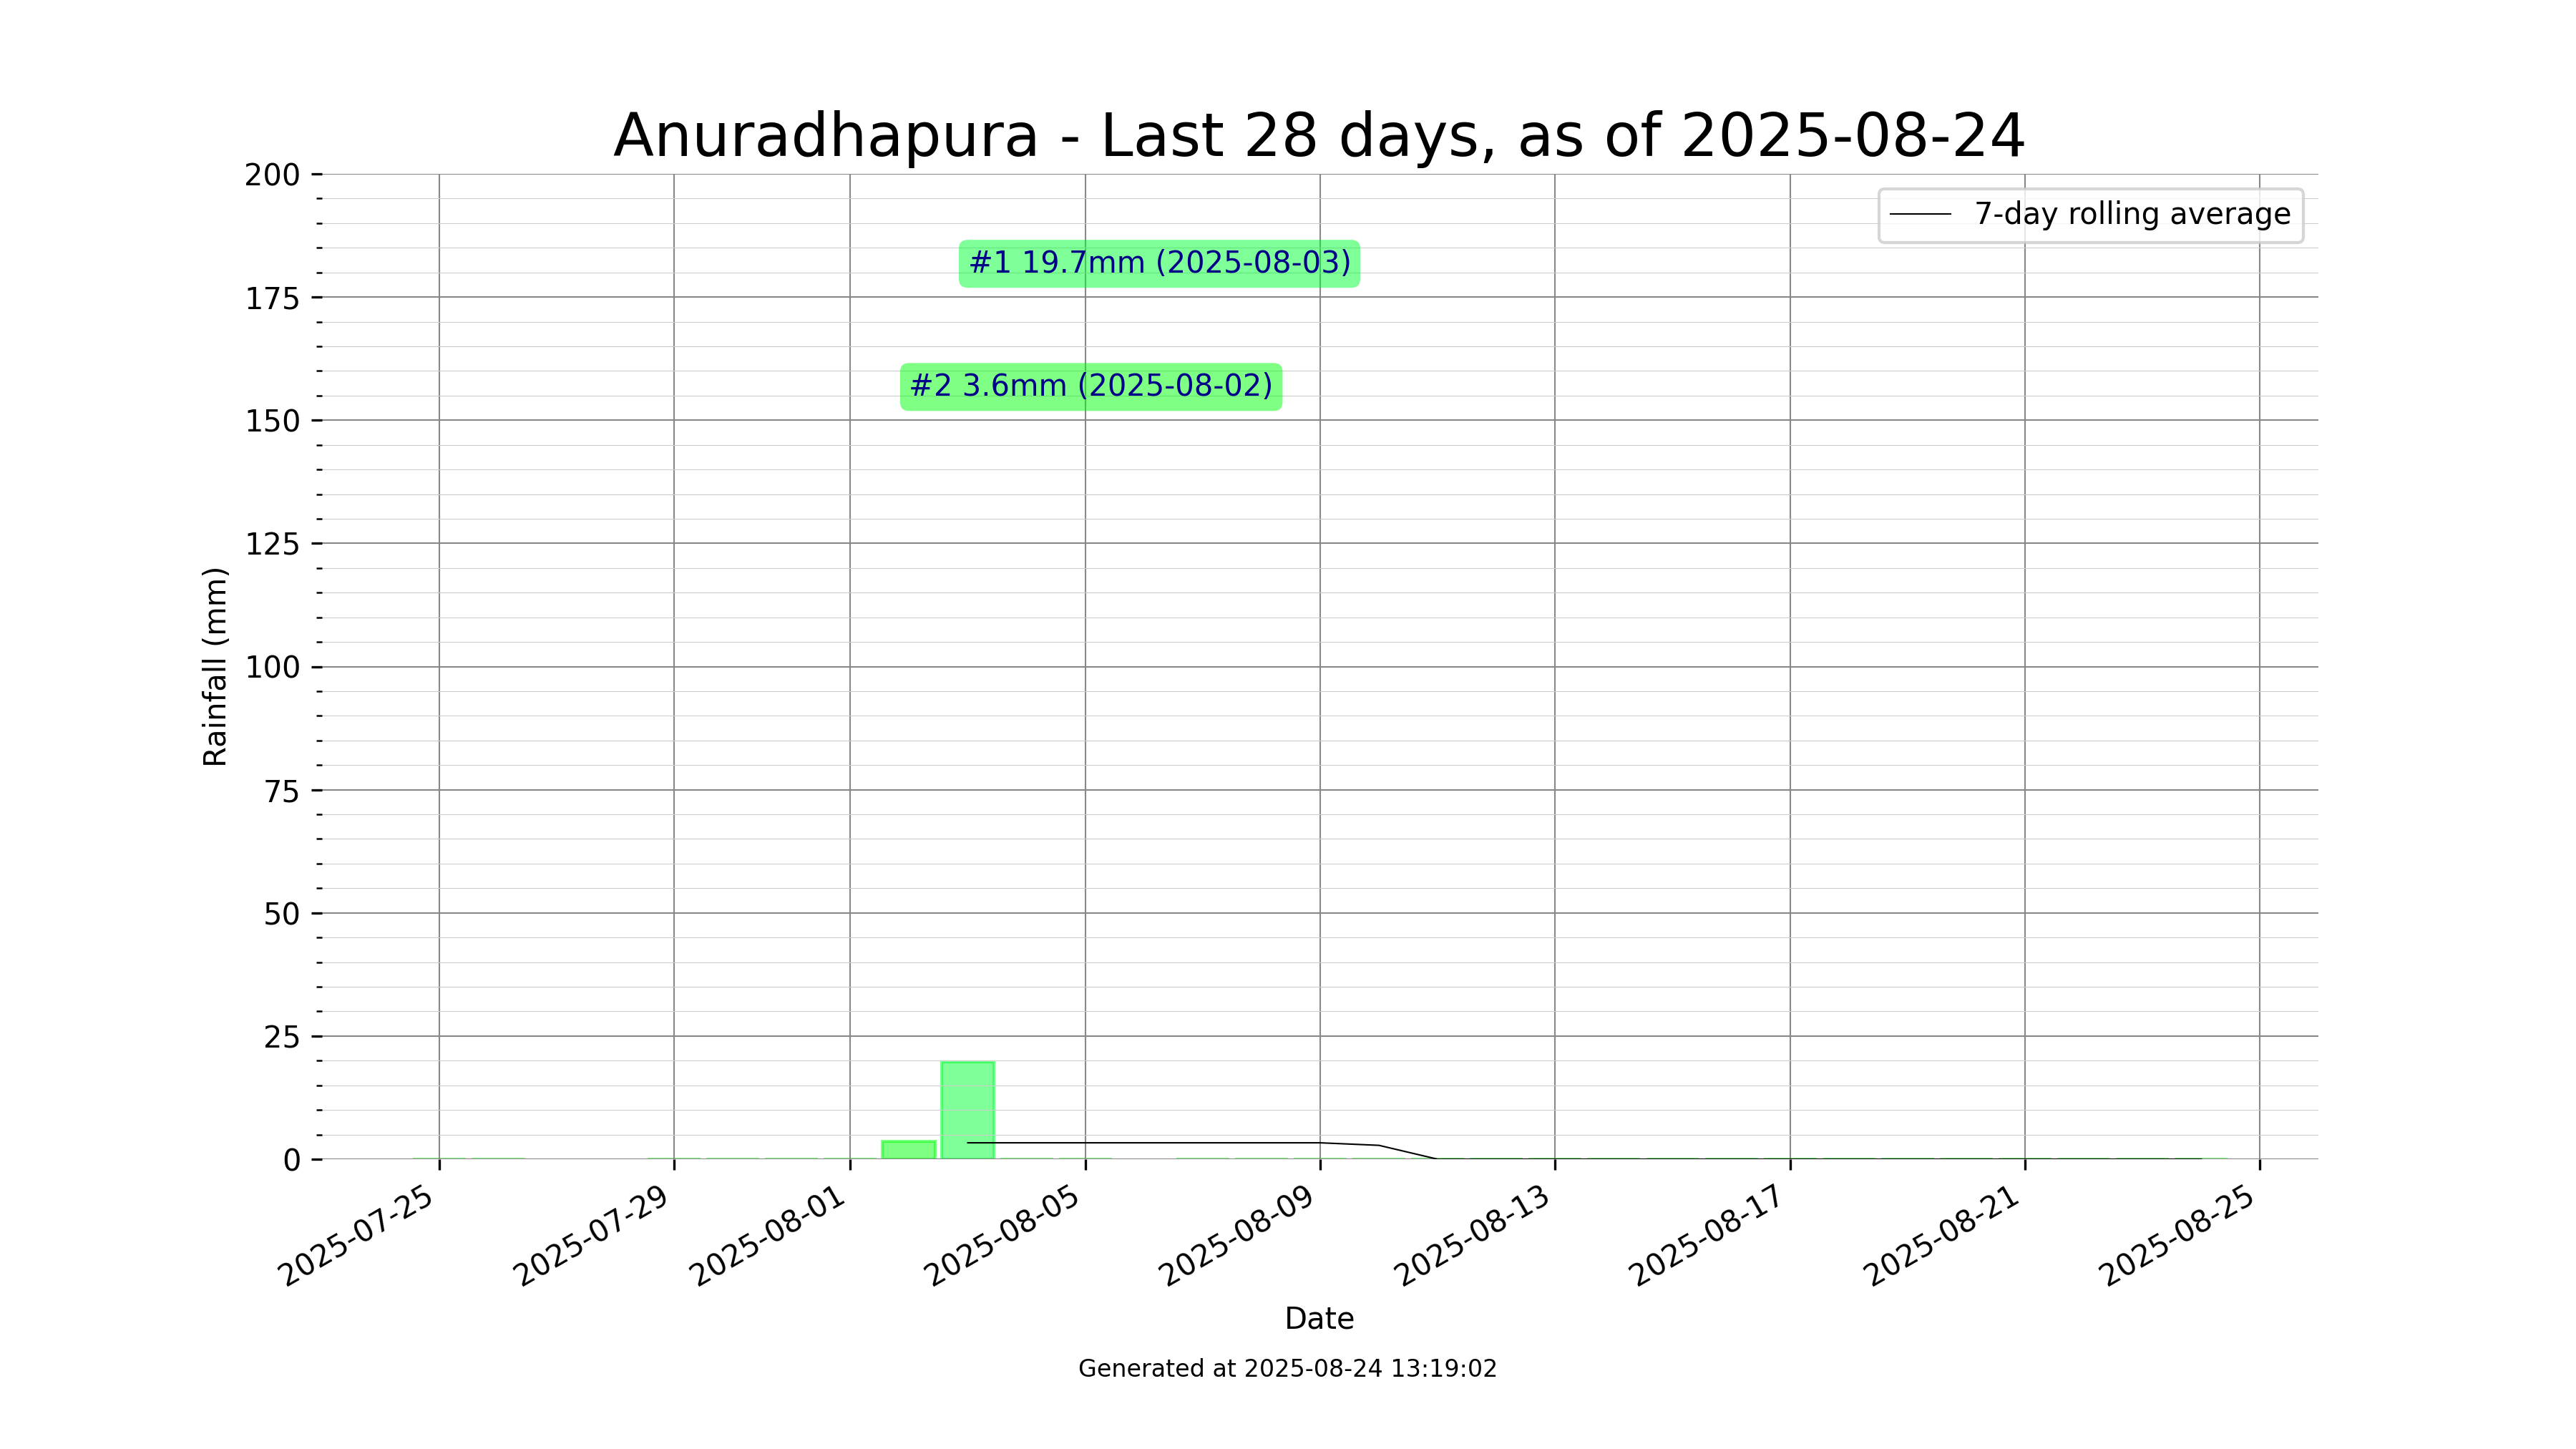 Anuradhapura - Last 28 days, as of 2025-08-24
7-day rolling average
#1 19.7mm (2025-08-03)
#2 3.6mm (2025-08-02)
Rainfall (mm)
200
175
150
125
100
75
50
25
0
2025-07-25
2025-07-29
2025-08-01
2025-08-05
2025-08-09
2025-08-13
2025-08-17
2025-08-21
2025-08-25
Date
Generated at 2025-08-24 13:19:02